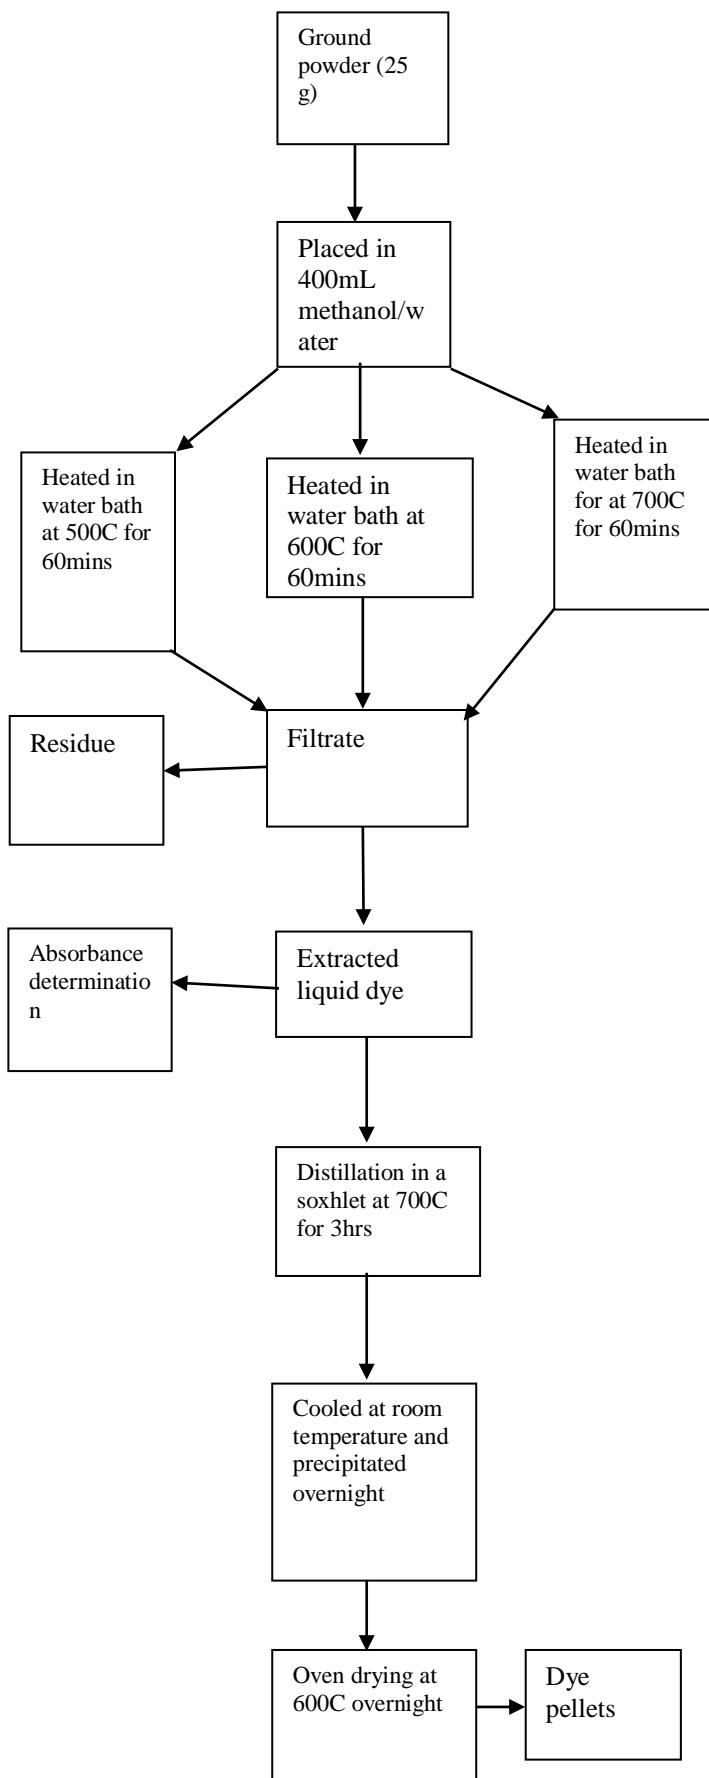 Ground
powder (25
g)
Placed in
400mL
methanol/w
ater
Heated in
water bath
at 500C for
60mins
Heated in
water bath at
600C for
60mins
Heated in
water bath
for at 700C
for 60mins
Residue
Filtrate
Absorbance
determinatio
n
Extracted
liquid dye
Distillation in a
soxhlet at 700C
for 3hrs
Cooled at room
temperature and
precipitated
overnight
Oven drying at
600C overnight
Dye
pellets